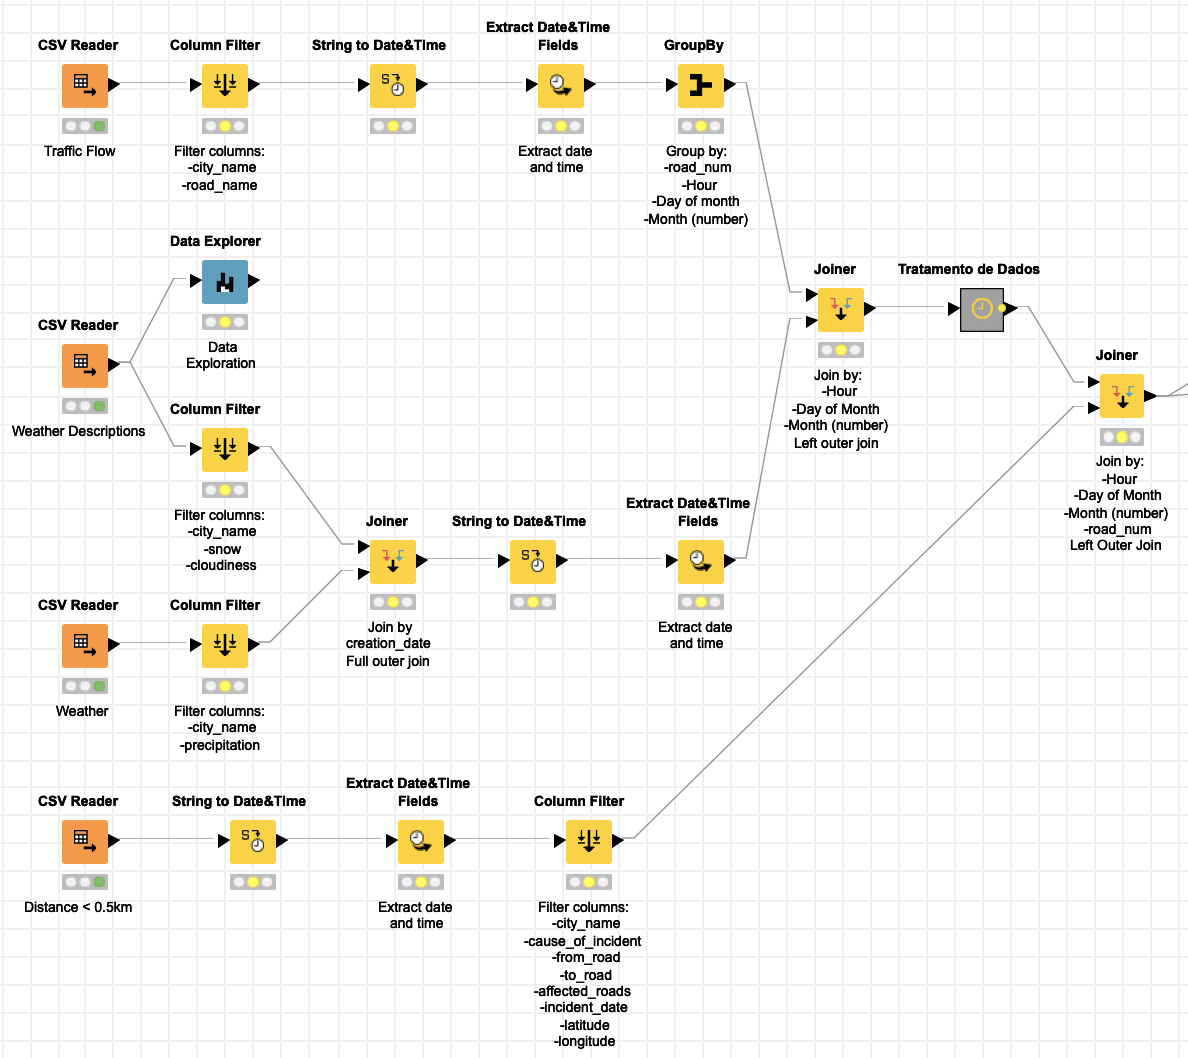 CSV Reader
Traffic Flow
Column Filter
Filter columns:
-city_name
-road_name
String to Date&Time
Extract Date&Time
Fields
Extract date
and time
GroupBy
Group by:
-road_num
-Hour
-Day of month
-Month (number)
Data Explorer
Data
Exploration
CSV Reader
Weather Descriptions
Column Filter
Filter columns:
-city_name
-snow
-cloudiness
Joiner
Join by:
-Hour
-Day of Month
-Month (number)
Left outer join
Tratamento de Dados
Joiner
Join by:
-Hour
-Day of Month
-Month (number)
-road_num
Left Outer Join
Joiner
Join by
creation_date
Full outer join
String to Date&Time
Extract Date&Time
Fields
Extract date
and time
CSV Reader
Weather
Column Filter
Filter columns:
-city_name
-precipitation
CSV Reader
Distance < 0.5km
String to Date&Time
Extract Date&Time
Fields
Extract date
and time
Column Filter
Filter columns:
-city_name
-cause_of_incident
-from_road
-to_road
-affected_roads
-incident_date
-latitude
-longitude